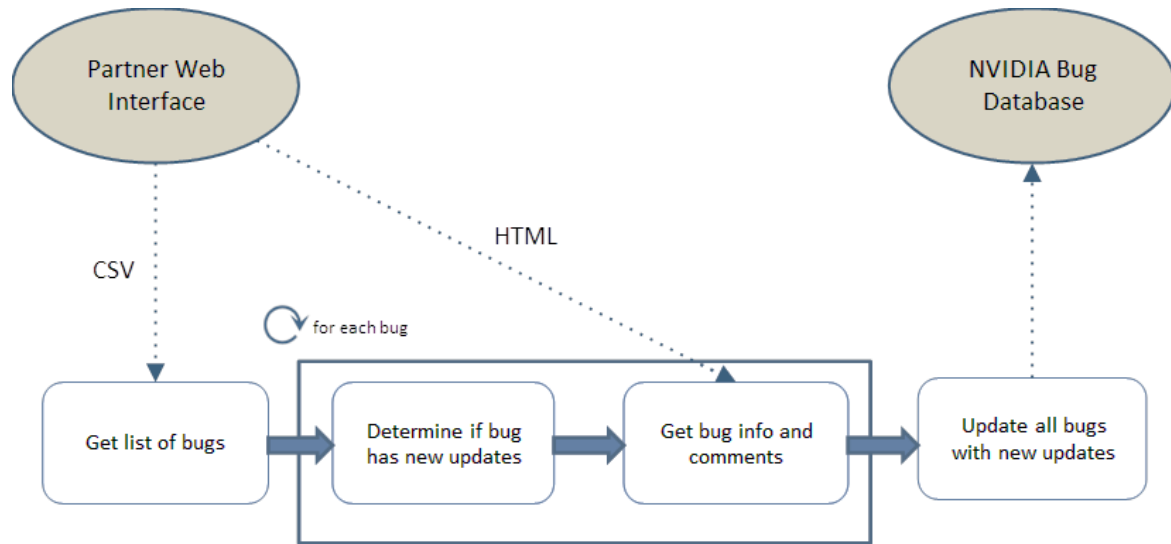 Partner Web
Interface
NVIDIA Bug
Database
HTML
CSV
for each bug
Get list of bugs
Determine if bug
has new updates
Get bug info and
comments
Update all bugs
with new updates